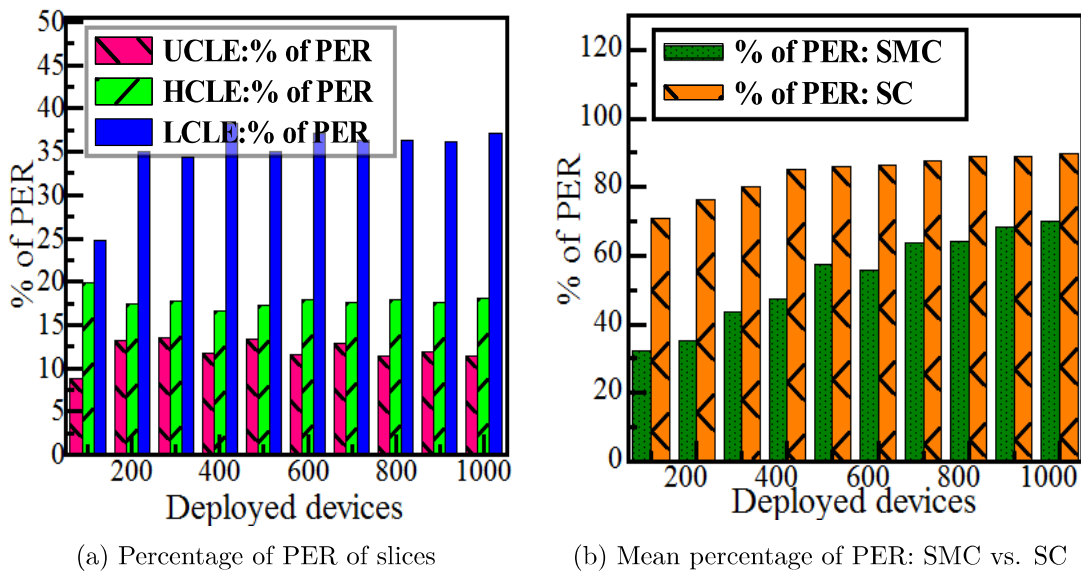 50
45
40
35
30
25
20
15
10
5
0
% of PER
UCLE:% of PER
HCLE:% of PER
LCLE:% of PER
200 400 600 800 1000
Deployed devices
(a) Percentage of PER of slices
120
100
80
60
40
20
0
% of PER
% of PER: SMC
% of PER: SC
200 400 600 800 1000
Deployed devices
(b) Mean percentage of PER: SMC vs. SC